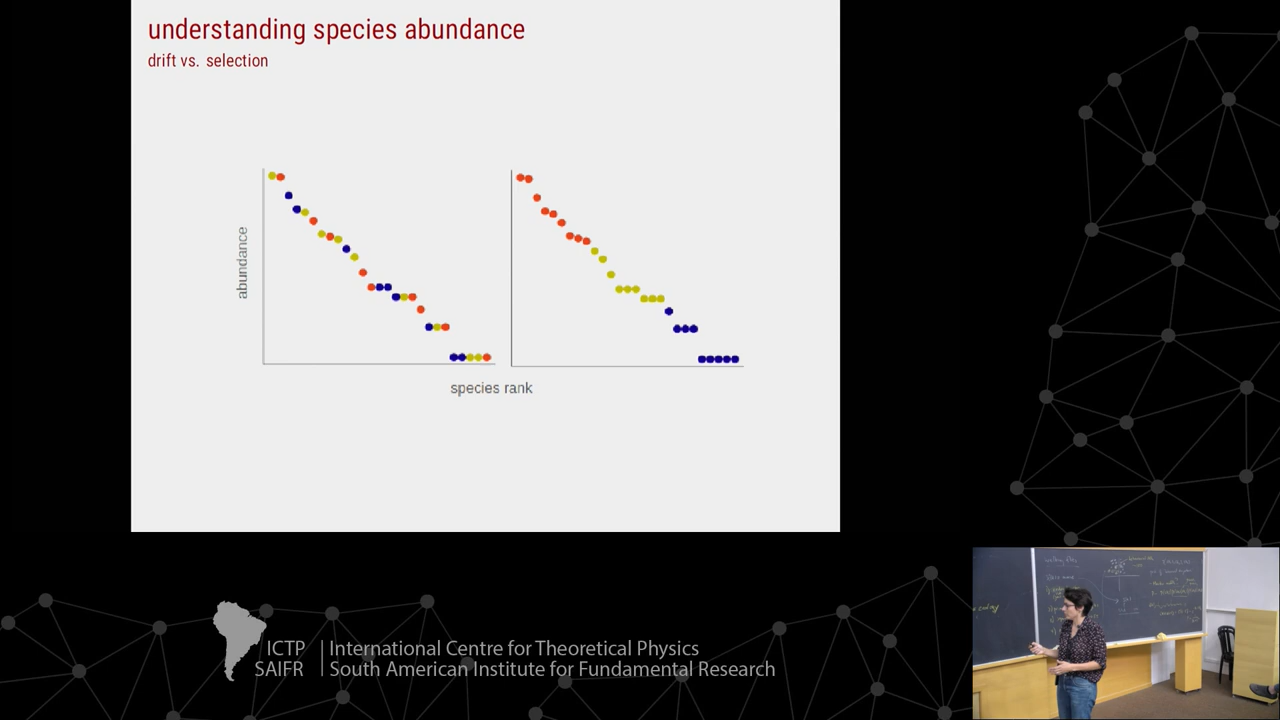 understanding species abundance
drift vs. selection
abundance
species rank
ICTP
SAIFR
International Centre for Theoretical Physics
South American Institute for Fundamental Research